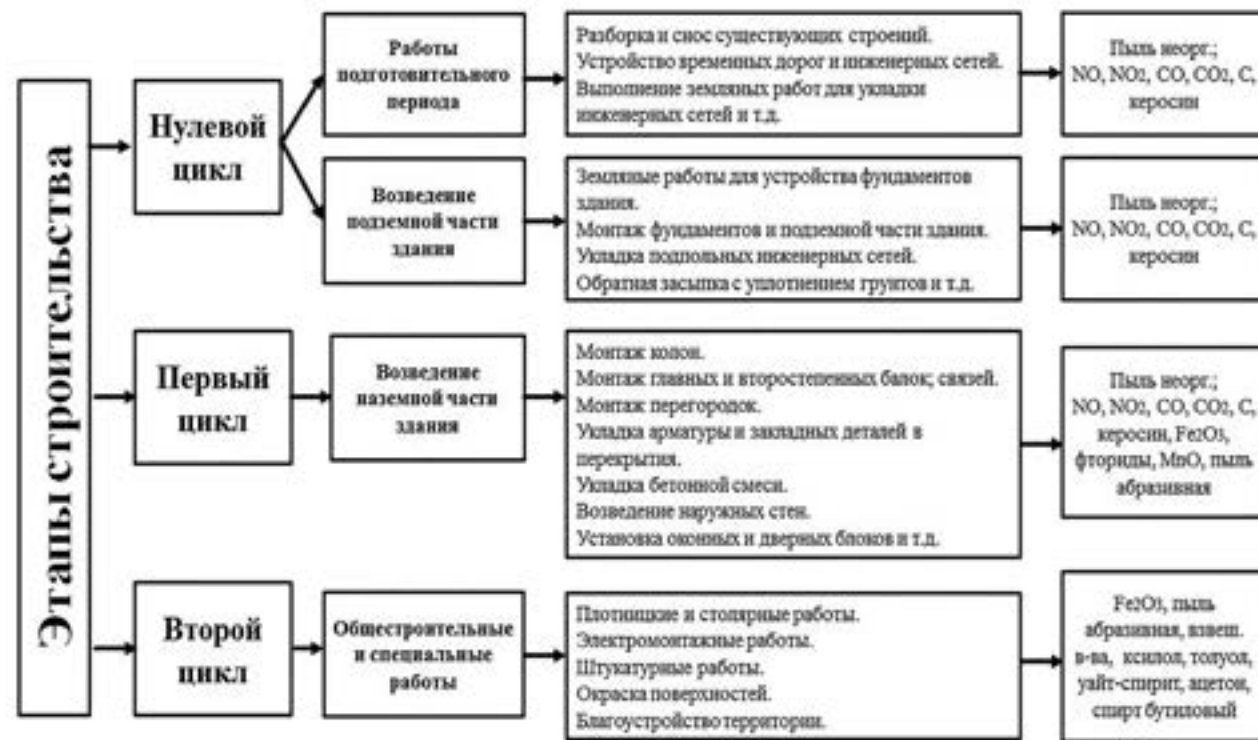 Этапы строительства
Нулевой
цикл
Работы
подготовительного
периода
Разборка и снос существующих строений.
Устройство временных дорог и инженерных сетей.
Выполнение земляных работ для укладки
инженерных сетей и т.д.
Пыль неорг.;
NO, NO2, CO, CO2, C,
керосин
Возведение
подземной части
здания
Земляные работы для устройства фундаментов
здания.
Монтаж фундаментов и подземной части здания.
Укладка подпольных инженерных сетей.
Обратная засыпка с уплотнением грунтов и т.д.
Пыль неорг.;
NO, NO2, CO, CO2, C,
керосин
Первый
цикл
Возведение
наземной части
здания
Монтаж колон.
Монтаж главных и второстепенных балок; связей.
Монтаж перегородок.
Укладка арматуры и закладных деталей в
перекрытия.
Укладка бетонной смеси.
Возведение наружных стен.
Установка оконных и дверных блоков и т.д.
Пыль неорг.;
NO, NO2, CO, CO2, C,
керосин, Fe2O3,
фториды, MnO, пыль
абразивная
Второй
цикл
Общестроительные
и специальные
работы
Плотницкие и столярные работы.
Электромонтажные работы.
Штукатурные работы.
Окраска поверхностей.
Благоустройство территории.
Fe2O3, пыль
абразивная, взвеш.
в-ва, ксилол, толуол,
уайт-спирит, ацетон,
спирт бутиловый